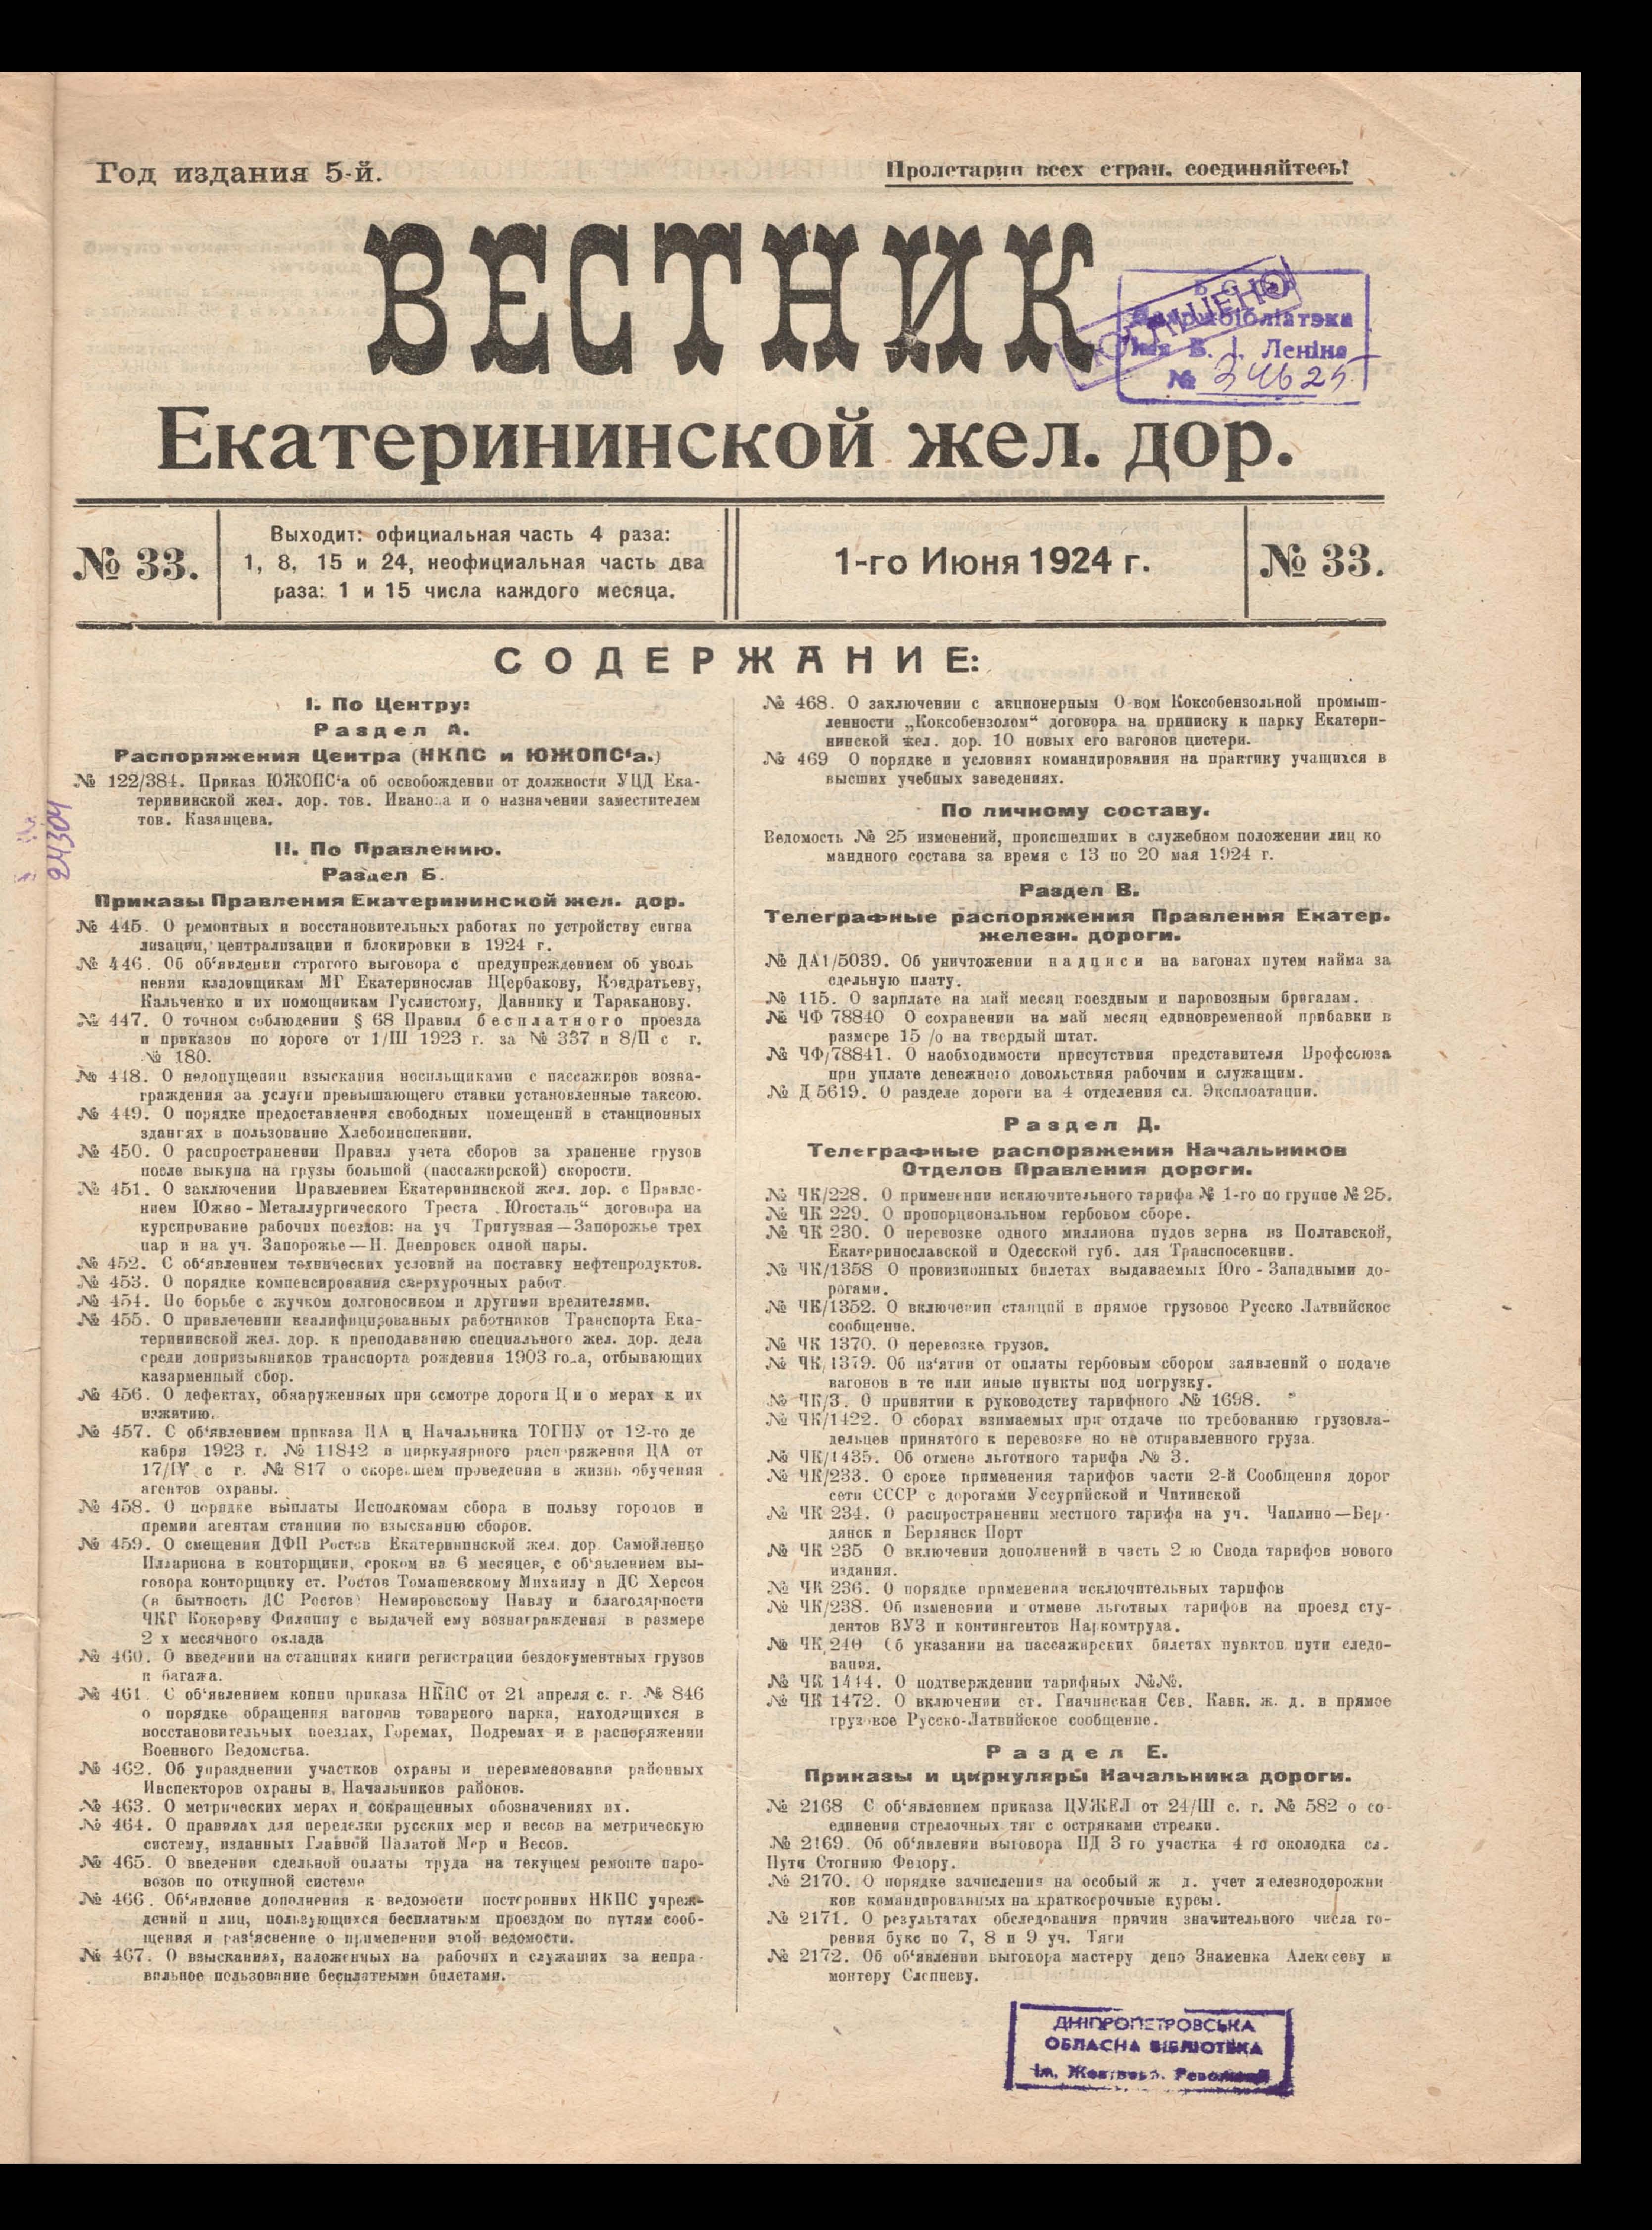 Год издания 5-й.
Пролетарии всех стран, соединяйтесь!
ВЕСТНИК
Екатерининской жел. дор.
№ 33.
Выходит: официальная часть 4 раза:
1, 8, 15 и 24, неофициальная часть два
раза: 1 и 15 числа каждого месяца.
1-го Июня 1924 г.
№ 33.
Б. С.
бібліатэка
імя В. І. Леніна
№ 34625
ПОГАШЕНО
24304
СОДЕРЖАНИЕ:
I. По Центру:
Раздел А.
Распоряжения Центра (НКПС и ЮЖОПС‘а.)
№ 122/384. Приказ ЮЖОПС‘а об освобождении от должности УЦД Ека-
терининской жел. дор. тов. Иванова и о назначении заместителем
тов. Казанцева.
II. По Правлению.
Раздел Б.
Приказы Правления Екатерининской жел. дор.
№ 445. О ремонтных и восстановительных работах по устройству сигна
лизации, централизации и блокировки в 1924 г.
№ 446. Об об‘явлении строгого выговора с предупреждением об уволь
нении кладовщикам МГ Екатеринослав Щербакову, Кондратьеву,
Кальченко и их помощникам Гуслистому, Даннику и Тараканову.
№ 447. О точном соблюдении § 68 Правил бесплатного проезда
и приказов по дороге от 1/III 1923 г. за № 337 и 8/II с г.
№ 180.
№ 448. О недопущении взыскания носильщиками с пассажиров возна-
граждения за услуги превышающего ставки установленные таксою.
№ 449. О порядке предоставления свободных помещений в станционных
зданиях в пользование Хлебоинспекции.
№ 450. О распространении Правил учета сборов за хранение грузов
после выкупа на грузы большой (пассажирской) скорости.
№ 451. О заключении Правлением Екатерининской жел. дор. с Правле-
нием Южно - Металлургического Треста „Югосталь“ договора на
курсирование рабочих поездов: на уч Тритузная — Запорожье трех
пар и на уч. Запорожье — Н. Днепровск одной пары.
№ 452. С об‘явлением технических условий на поставку нефтепродуктов.
№ 453. О порядке компенсирования сверхурочных работ.
№ 454. По борьбе с жучком долгоносиком и другими вредителями.
№ 455. О привлечении квалифицированных работников Транспорта Ека-
терининской жел. дор. к преподаванию специального жел. дор. дела
среди допризывников транспорта рождения 1903 года, отбывающих
казарменный сбор.
№ 456. О дефектах, обнаруженных при осмотре дороги Ц и о мерах к их
изжитию.
№ 457. С об‘явлением приказа НА и Начальника ТОГПУ от 12-го де
кабря 1923 г. № 11842 и циркулярного распоряжения ЦА от
17/IV с г. № 817 о скорейшем проведении в жизнь обучения
агентов охраны.
№ 458. О порядке выплаты Исполкомам сбора в пользу городов и
премии агентам станции по взысканию сборов.
№ 459. О смещении ДФП Ростов Екатерининской жел. дор Самойленко
Иллариона в конторщики, сроком на 6 месяцев, с об‘явлением вы-
говора конторщику ст. Ростов Томашевскому Михаилу и ДС Херсон
(в бытность ДС Ростов) Немировскому Павлу и благодарности
ЧКГ Кокореву Филиппу с выдачей ему вознаграждения в размере
2 х месячного оклада
№ 460. О введении на станциях книги регистрации бездокументных грузов
и багажа.
№ 461. С об‘явлением копии приказа НКПС от 21 апреля с. г. № 846
о порядке обращения вагонов товарного парка, находящихся в
восстановительных поездах, Горемах, Подремах и в распоряжении
Военного Ведомства.
№ 462. Об упразднении участков охраны и переименовании районных
Инспекторов охраны в Начальников районов.
№ 463. О метрических мерах и сокращенных обозначениях их.
№ 464. О правилах для переделки русских мер и весов на метрическую
систему, изданных Главной Палатой Мер и Весов.
№ 465. О введении сдельной оплаты труда на текущем ремонте паро-
возов по откупной системе
№ 466. Об‘явление дополнения к ведомости посторонних НКПС учреж-
дений и лиц, пользующихся бесплатным проездом по путям сооб-
щения и раз‘яснение о применении этой ведомости.
№ 467. О взысканиях, наложенных на рабочих и служащих за непра-
вильное пользование бесплатными билетами.
№ 468. О заключении с акционерным О-вом Коксобензольной промыш-
ленности „Коксобензолом“ договора на приписку к парку Екатери-
нинской жел. дор. 10 новых его вагонов цистерн.
№ 469 О порядке и условиях командирования на практику учащихся в
высших учебных заведениях.
По личному составу.
Ведомость № 25 изменений, происшедших в служебном положении лиц ко
мандного состава за время с 13 по 20 мая 1924 г.
Раздел В.
Телеграфные распоряжения Правления Екатер.
железн. дороги.
№ ДА1/5039. Об уничтожении надписи на вагонах путем найма за
сдельную плату.
№ 115. О зарплате на май месяц поездным и паровозным бригадам.
№ ЧФ 78840 О сохранении на май месяц единовременной прибавки в
размере 15 /о на твердый штат.
№ ЧФ/78841. О наобходимости присутствия представителя Профсоюза
при уплате денежного довольствия рабочим и служащим.
№ Д 5619. О разделе дороги на 4 отделения сл. Эксплоатации.
Раздел Д.
Телеграфные распоряжения Начальников
Отделов Правления дороги.
№ ЧК/228. О применении исключительного тарифа № 1-го по группе № 25.
№ ЧК 229. О пропорциональном гербовом сборе.
№ ЧК 230. О перевозке одного миллиона пудов зерна из Полтавской,
Екатеринославской и Одесской губ. для Транспосекции.
№ ЧК/1358 О провизионных билетах выдаваемых Юго - Западными до-
рогами.
№ ЧК/1352. О включении станций в прямое грузовое Русско Латвийское
сообщение.
№ ЧК 1370. О перевозке грузов.
№ ЧК/1379. Об из‘ятии от оплаты гербовым сбором заявлений о подаче
вагонов в те или иные пункты под погрузку.
№ ЧК/3. О принятии к руководству тарифного № 1698.
№ ЧК/1422. О сборах взимаемых при отдаче по требованию грузовла-
дельцев принятого к перевозке но не отправленного груза.
№ ЧК/1435. Об отмене льготного тарифа № 3.
№ ЧК/233. О сроке применения тарифов части 2-й Сообщения дорог
сети СССР с дорогами Уссурийской и Читинской
№ ЧК 234. О распространении местного тарифа на уч. Чаплино—Бер-
дянск и Бердянск Порт
№ ЧК 235 О включении дополнений в часть 2 ю Свода тарифов нового
издания.
№ ЧК 236. О порядке применения исключительных тарифов
№ ЧК/238. Об изменении и отмене льготных тарифов на проезд сту-
дентов ВУЗ и контингентов Наркомтруда.
№ ЧК 240 Об указании на пассажирских билетах пунктов пути следо-
вания.
№ ЧК 1444. О подтверждении тарифных №№.
№ ЧК 1472. О включении ст. Гначинская Сев. Кавк. ж. д. в прямое
грузовое Русско-Латвийское сообщение.
Раздел Е.
Приказы и циркуляры Начальника дороги.
№ 2168 С об‘явлением приказа ЦУЖЕЛ от 24/III с. г. № 582 о со-
единении стрелочных тяг с остряками стрелки.
№ 2169. Об об‘явлении выговора ПД 3 го участка 4 го околодка сл.
Пути Стогнию Федору.
№ 2170. О порядке зачисления на особый ж д. учет железнодорожни
ков командированных на краткосрочные курсы.
№ 2171. О результатах обследования причин значительного числа го-
рения букс по 7, 8 и 9 уч. Тяги
№ 2172. Об об‘явлении выговора мастеру депо Знаменка Алексееву и
монтеру Слепневу.
ДНІПРОПЕТРОВСЬКА
ОБЛАСНА БІБЛІОТЕКА
Ім. Жовтнево. Революції